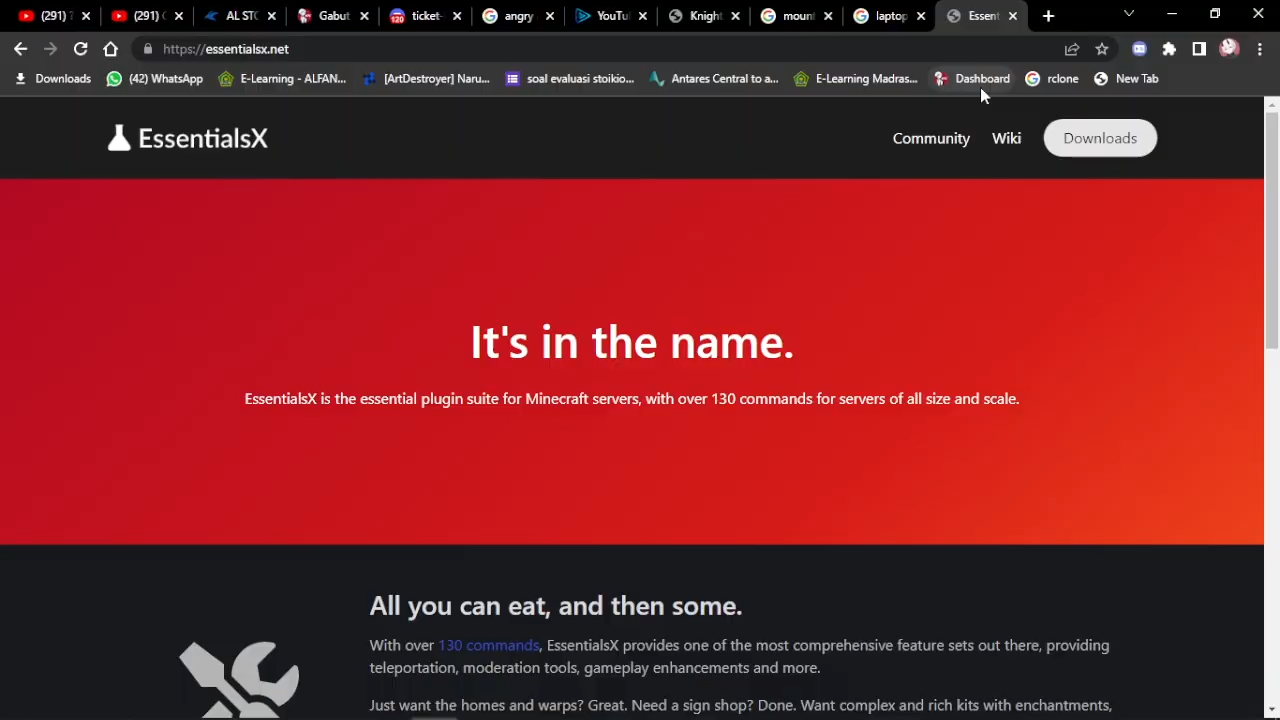 (291) ?
(291) C
AL STC
Gabut
120
ticket-
angry
YouTu
Knigh
mount
laptop
Essent
https://essentialsx.net
Downloads
(42) WhatsApp
E-Learning - ALFAN...
[ArtDestroyer] Naru...
soal evaluasi stoikio...
Antares Central to a...
E-Learning Madras...
Dashboard
rclone
New Tab
EssentialsX
Community
Wiki
Downloads
It's in the name.
EssentialsX is the essential plugin suite for Minecraft servers, with over 130 commands for servers of all size and scale.
All you can eat, and then some.
With over 130 commands, EssentialsX provides one of the most comprehensive feature sets out there, providing
teleportation, moderation tools, gameplay enhancements and more.
Just want the homes and warps? Great. Need a sign shop? Done. Want complex and rich kits with enchantments,